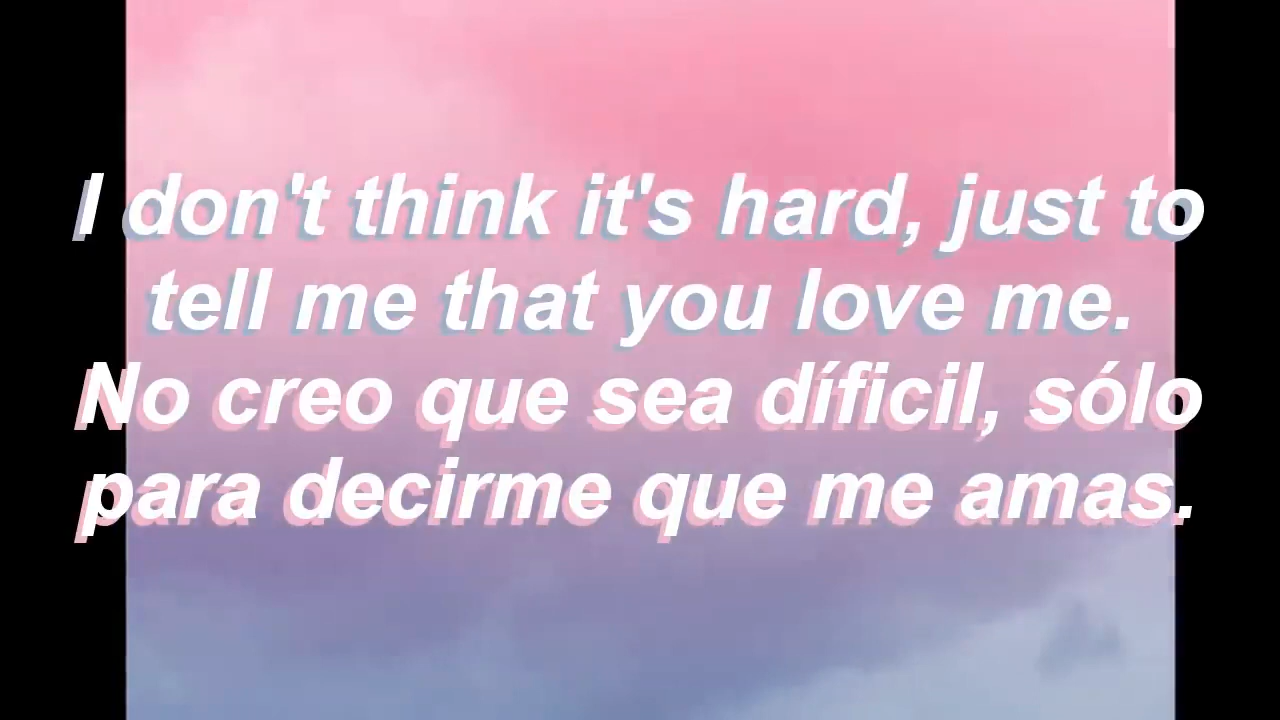 I don't think it's hard, just to
tell me that you love me.
No creo que sea díficil, sólo
para decirme que me amas.